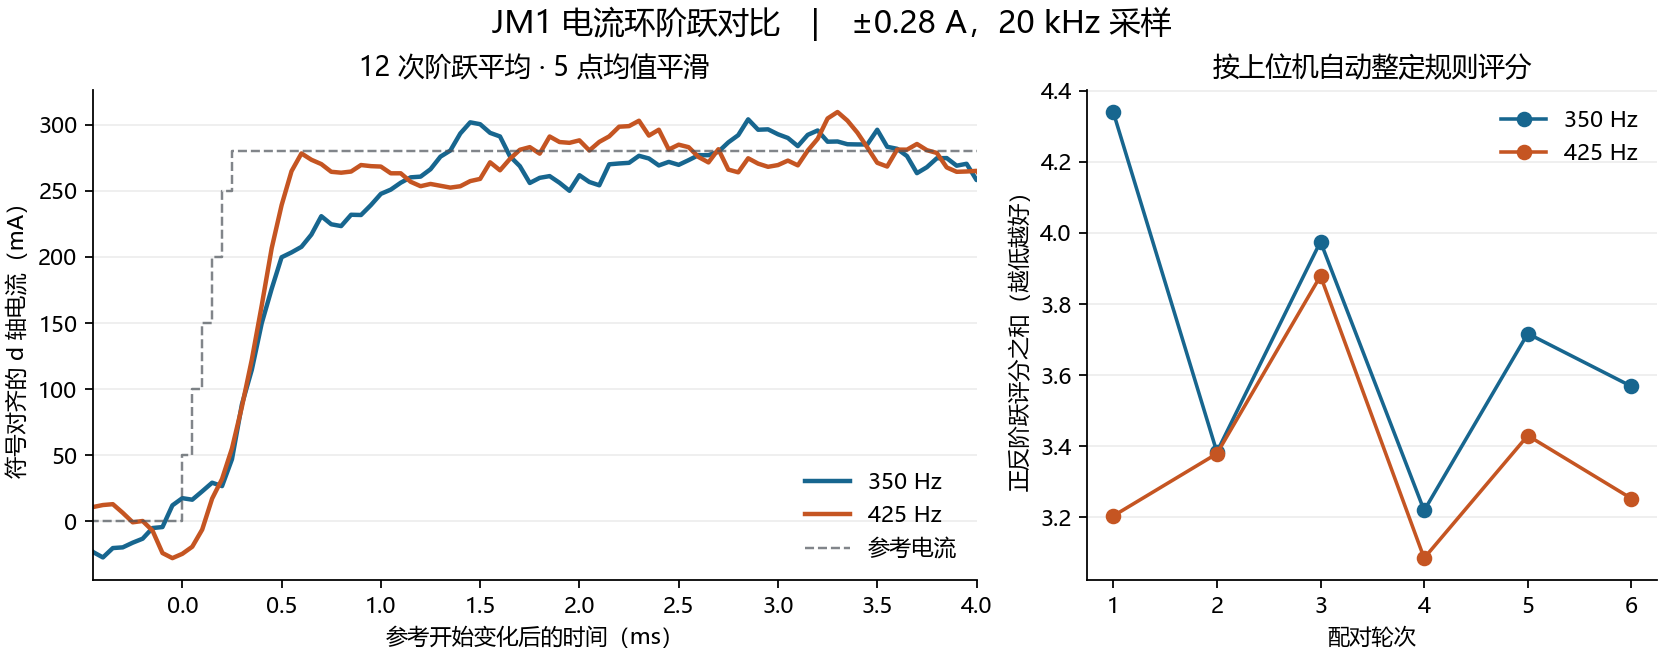 JM1 电流环阶跃对比 | ±0.28 A，20 kHz 采样
12 次阶跃平均 · 5 点均值平滑
符号对齐的 d 轴电流（mA）
300
250
200
150
100
50
0
0.0 0.5 1.0 1.5 2.0 2.5 3.0 3.5 4.0
参考开始变化后的时间（ms）
350 Hz
425 Hz
参考电流
按上位机自动整定规则评分
正反阶跃评分之和（越低越好）
4.4
4.2
4.0
3.8
3.6
3.4
3.2
1 2 3 4 5 6
配对轮次
350 Hz
425 Hz